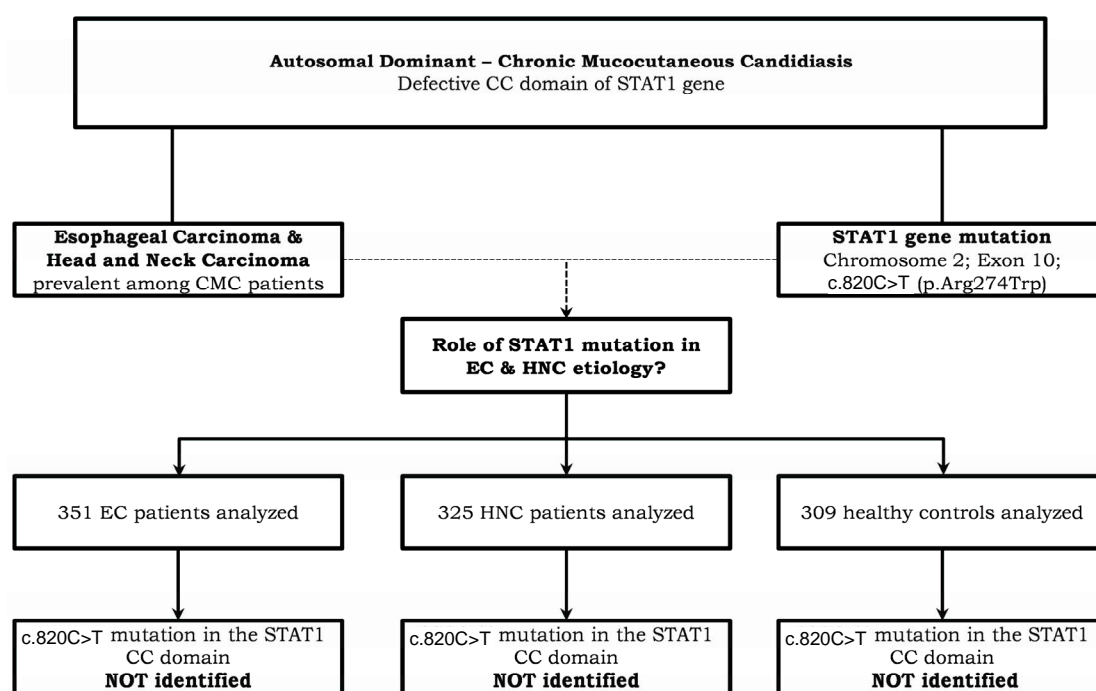 Autosomal Dominant – Chronic Mucocutaneous Candidiasis
Defective CC domain of STAT1 gene
Esophageal Carcinoma &
Head and Neck Carcinoma
prevalent among CMC patients
STAT1 gene mutation
Chromosome 2; Exon 10;
c.820C>T (p.Arg274Trp)
Role of STAT1 mutation in
EC & HNC etiology?
351 EC patients analyzed
325 HNC patients analyzed
309 healthy controls analyzed
c.820C>T mutation in the STAT1
CC domain
NOT identified
c.820C>T mutation in the STAT1
CC domain
NOT identified
c.820C>T mutation in the STAT1
CC domain
NOT identified